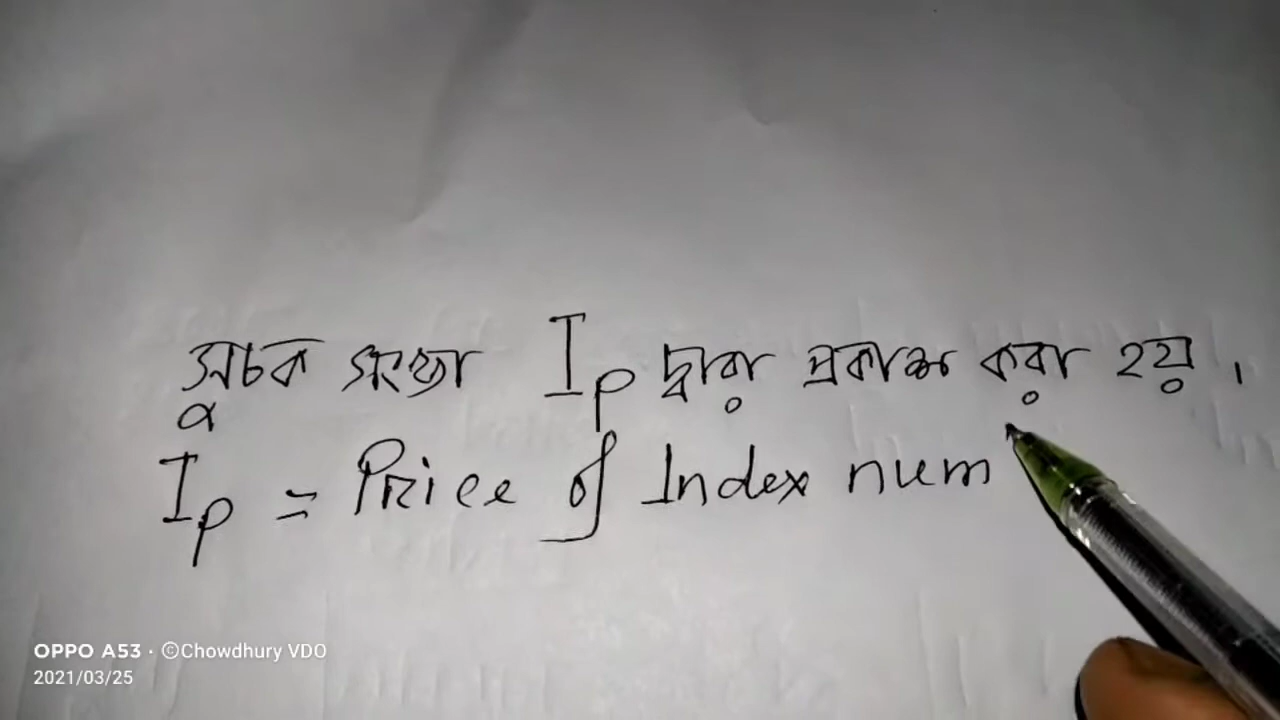 সূচক সংখ্যা Ip দ্বারা প্রকাশ করা হয়।
Ip = Price of Index num
OPPO A53 · ©Chowdhury VDO
2021/03/25